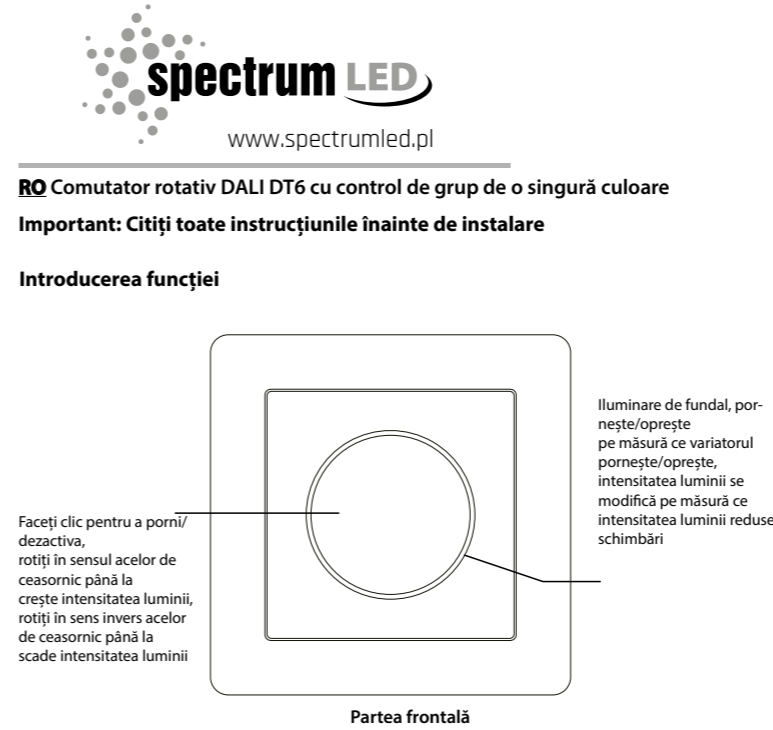 spectrum LED
www.spectrumled.pl
RO Comutator rotativ DALI DT6 cu control de grup de o singură culoare
Important: Citiți toate instrucțiunile înainte de instalare
Introducerea funcției
Iluminare de fundal, por-
nește/oprește
pe măsură ce variatorul
pornește/oprește,
intensitatea luminii se
modifică pe măsură ce
intensitatea luminii reduse
schimbări
Faceți clic pentru a porni/
dezactiva,
rotiți în sensul acelor de
ceasornic până la
crește intensitatea luminii,
rotiți în sens invers acelor
de ceasornic până la
scade intensitatea luminii
Partea frontală